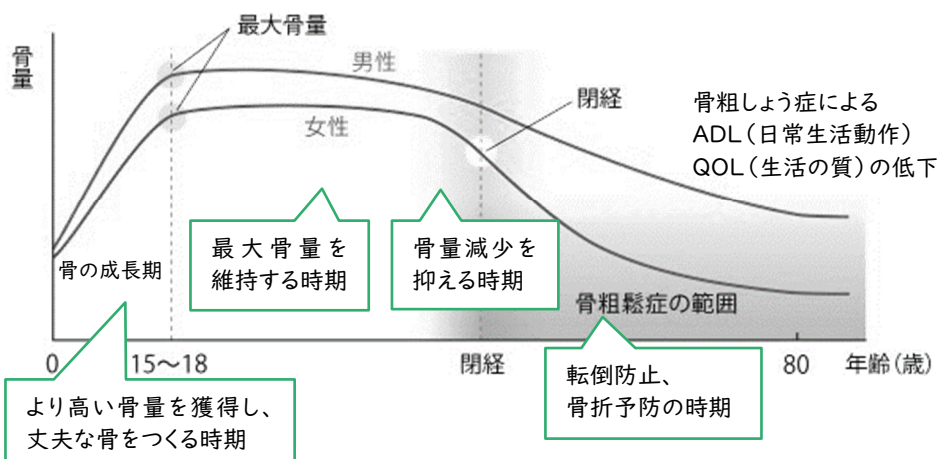 最大骨量
骨量
男性
女性
閉経
骨粗しょう症による
ADL(日常生活動作)
QOL(生活の質)の低下
骨の成長期
最大骨量を
維持する時期
骨量減少を
抑える時期
骨粗鬆症の範囲
0
15~18
閉経
80
年齢(歳)
より高い骨量を獲得し、
丈夫な骨をつくる時期
転倒防止、
骨折予防の時期